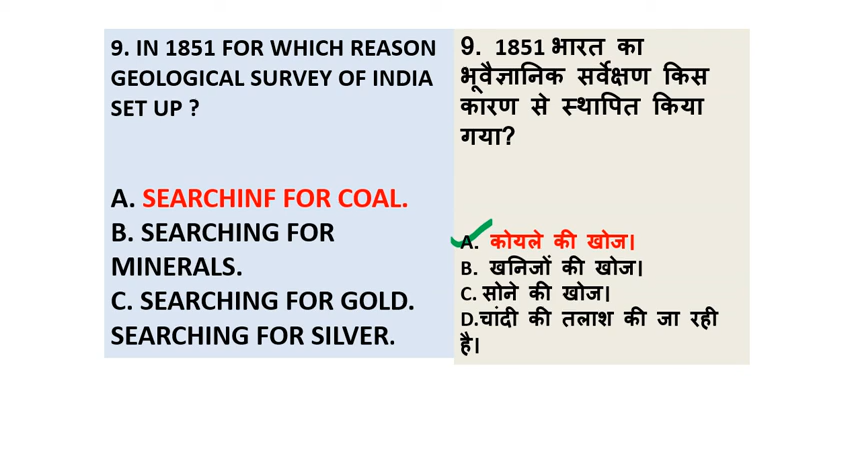 9. IN 1851 FOR WHICH REASON
GEOLOGICAL SURVEY OF INDIA
SET UP ?
A. SEARCHINF FOR COAL.
B. SEARCHING FOR
MINERALS.
C. SEARCHING FOR GOLD.
SEARCHING FOR SILVER.
9. 1851 भारत का
भूवैज्ञानिक सर्वेक्षण किस
कारण से स्थापित किया
गया?
A. कोयले की खोज।
B. खनिजों की खोज।
C. सोने की खोज।
D.चांदी की तलाश की जा रही
है।